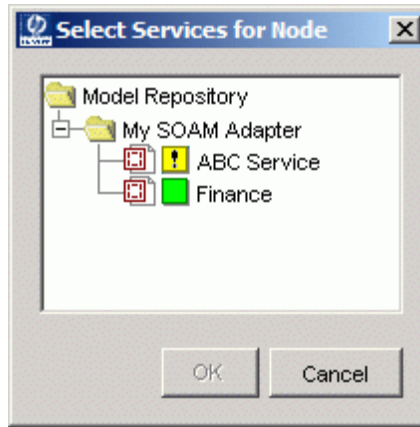 Select Services for Node
Model Repository
My SOAM Adapter
ABC Service
Finance
OK
Cancel